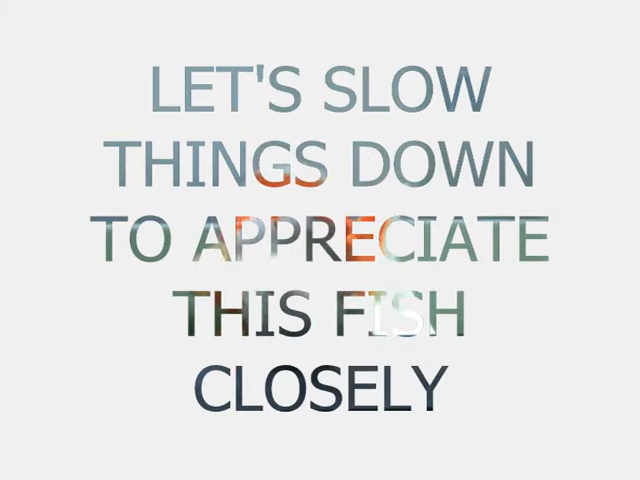 LET'S SLOW
THINGS DOWN
TO APPRECIATE
THIS FISH
CLOSELY